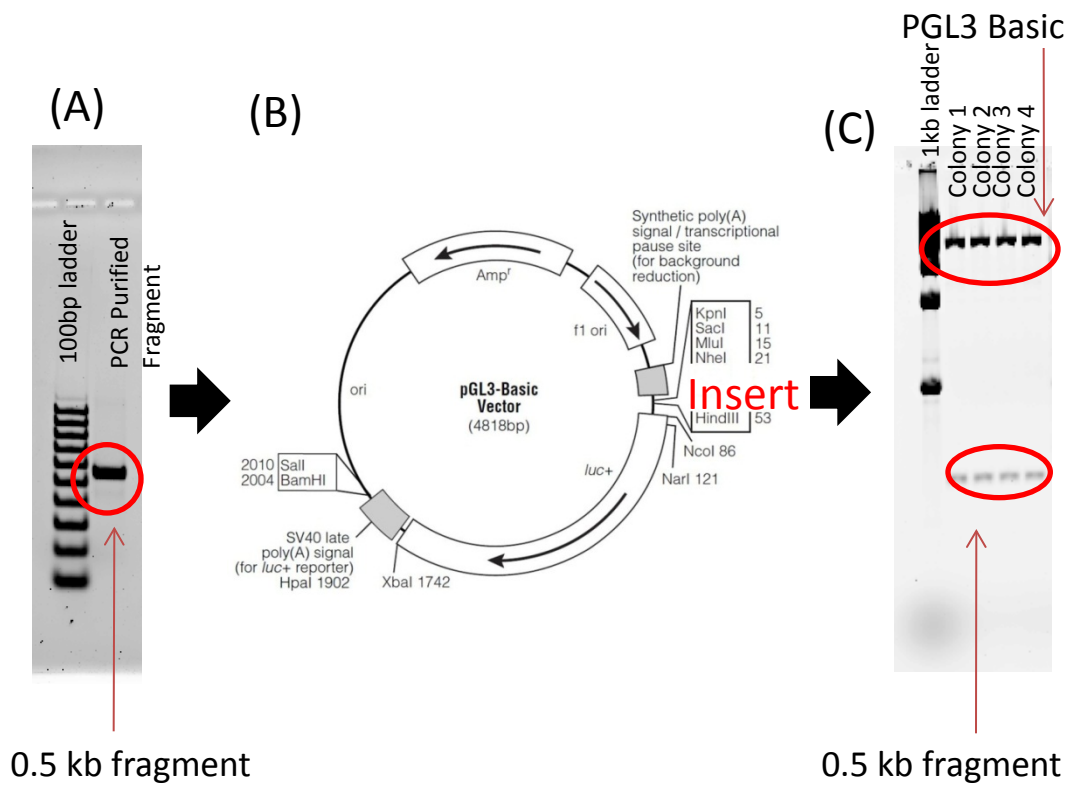 (A)
100bp ladder
PCR Purified
Fragment
0.5 kb fragment
(B)
Ampr
f1 ori
ori
Synthetic poly(A)
signal / transcriptional
pause site
(for background
reduction)
KpnI 5
SacI 11
MluI 15
NheI 21
Insert
HindIII 53
NcoI 86
NarI 121
luc+
pGL3-Basic
Vector
(4818bp)
2010 SalI
2004 BamHI
SV40 late
poly(A) signal
(for luc+ reporter)
HpaI 1902
XbaI 1742
PGL3 Basic
(C)
1kb ladder
Colony 1
Colony 2
Colony 3
Colony 4
0.5 kb fragment